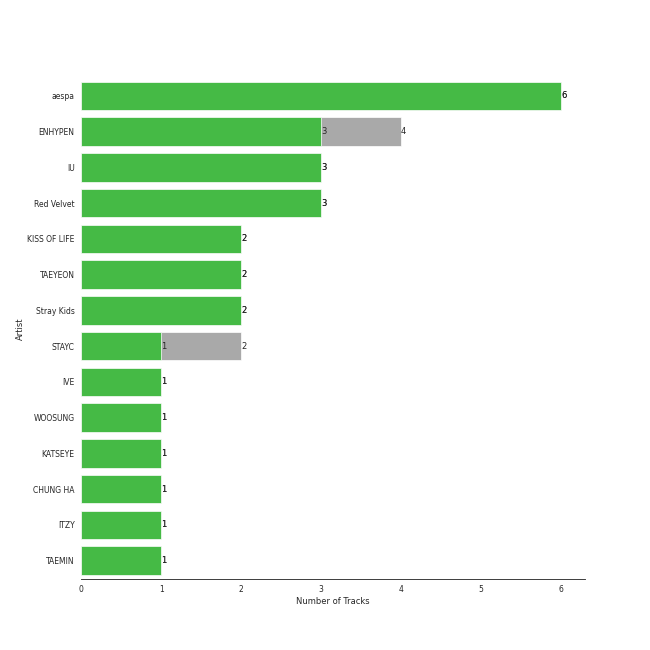 aespa 6
ENHYPEN 3 4
IU 3
Red Velvet 3
KISS OF LIFE 2
TAEYEON 2
Stray Kids 2
STAYC 1 2
IVE 1
WOOSUNG 1
KATSEYE 1
CHUNG HA 1
ITZY 1
TAEMIN 1
Artist
0 1 2 3 4 5 6
Number of Tracks